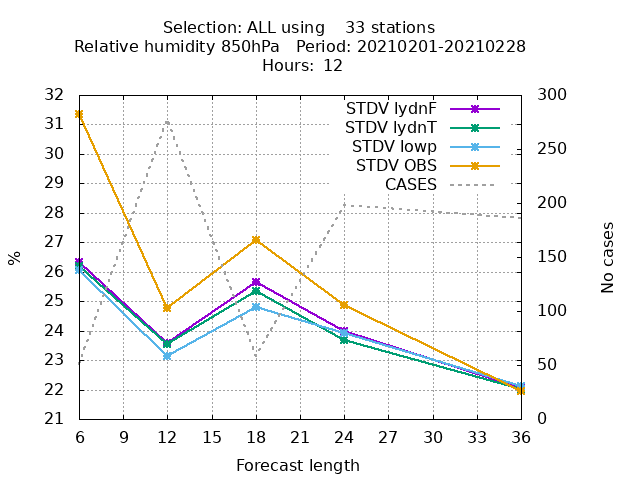 Selection: ALL using    33 stations
Relative humidity 850hPa   Period: 20210201-20210228
Hours:  12
STDV lydnF
STDV lydnT
STDV lowp
STDV OBS
CASES
32
31
30
29
28
27
26
25
24
23
22
21
%
300
250
200
150
100
50
0
No cases
6 9 12 15 18 21 24 27 30 33 36
Forecast length